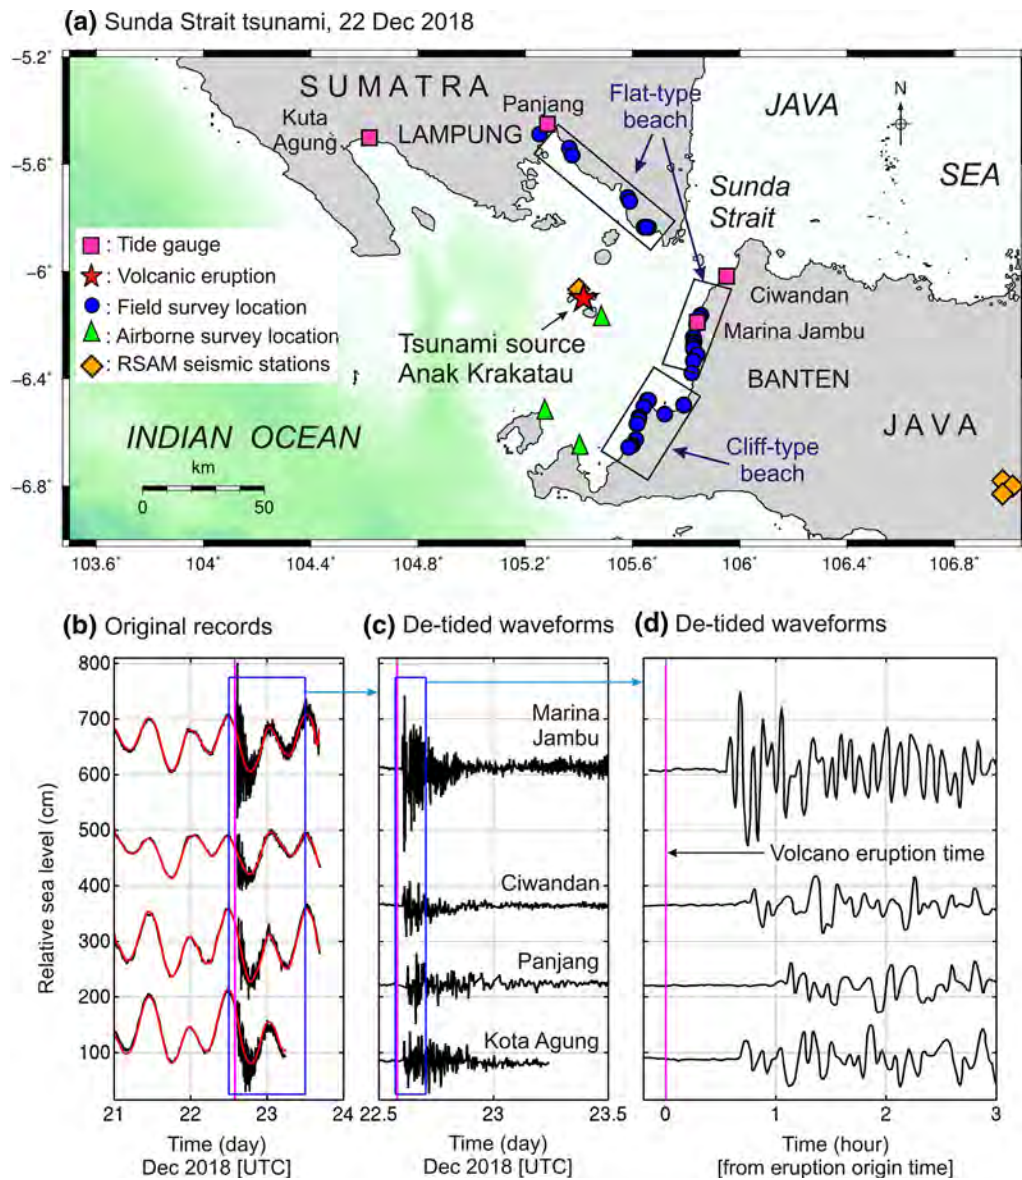 (a) Sunda Strait tsunami, 22 Dec 2018
−5.2˚
−5.6˚
−6˚
−6.4˚
−6.8˚
SUMATRA
Kuta
Agung
Panjang
LAMPUNG
Flat-type
beach
JAVA
SEA
N
Sunda
Strait
: Tide gauge
: Volcanic eruption
: Field survey location
: Airborne survey location
: RSAM seismic stations
Ciwandan
Marina Jambu
Tsunami source
Anak Krakatau
BANTEN
JAVA
INDIAN OCEAN
Cliff-type
beach
km
0 50
103.6˚ 104˚ 104.4˚ 104.8˚ 105.2˚ 105.6˚ 106˚ 106.4˚ 106.8˚
(b) Original records
(c) De-tided waveforms
(d) De-tided waveforms
Relative sea level (cm)
800
700
600
500
400
300
200
100
21 22 23 24
Time (day)
Dec 2018 [UTC]
Marina
Jambu
Ciwandan
Panjang
Kota Agung
22.5 23 23.5
Time (day)
Dec 2018 [UTC]
Volcano eruption time
0 1 2 3
Time (hour)
[from eruption origin time]